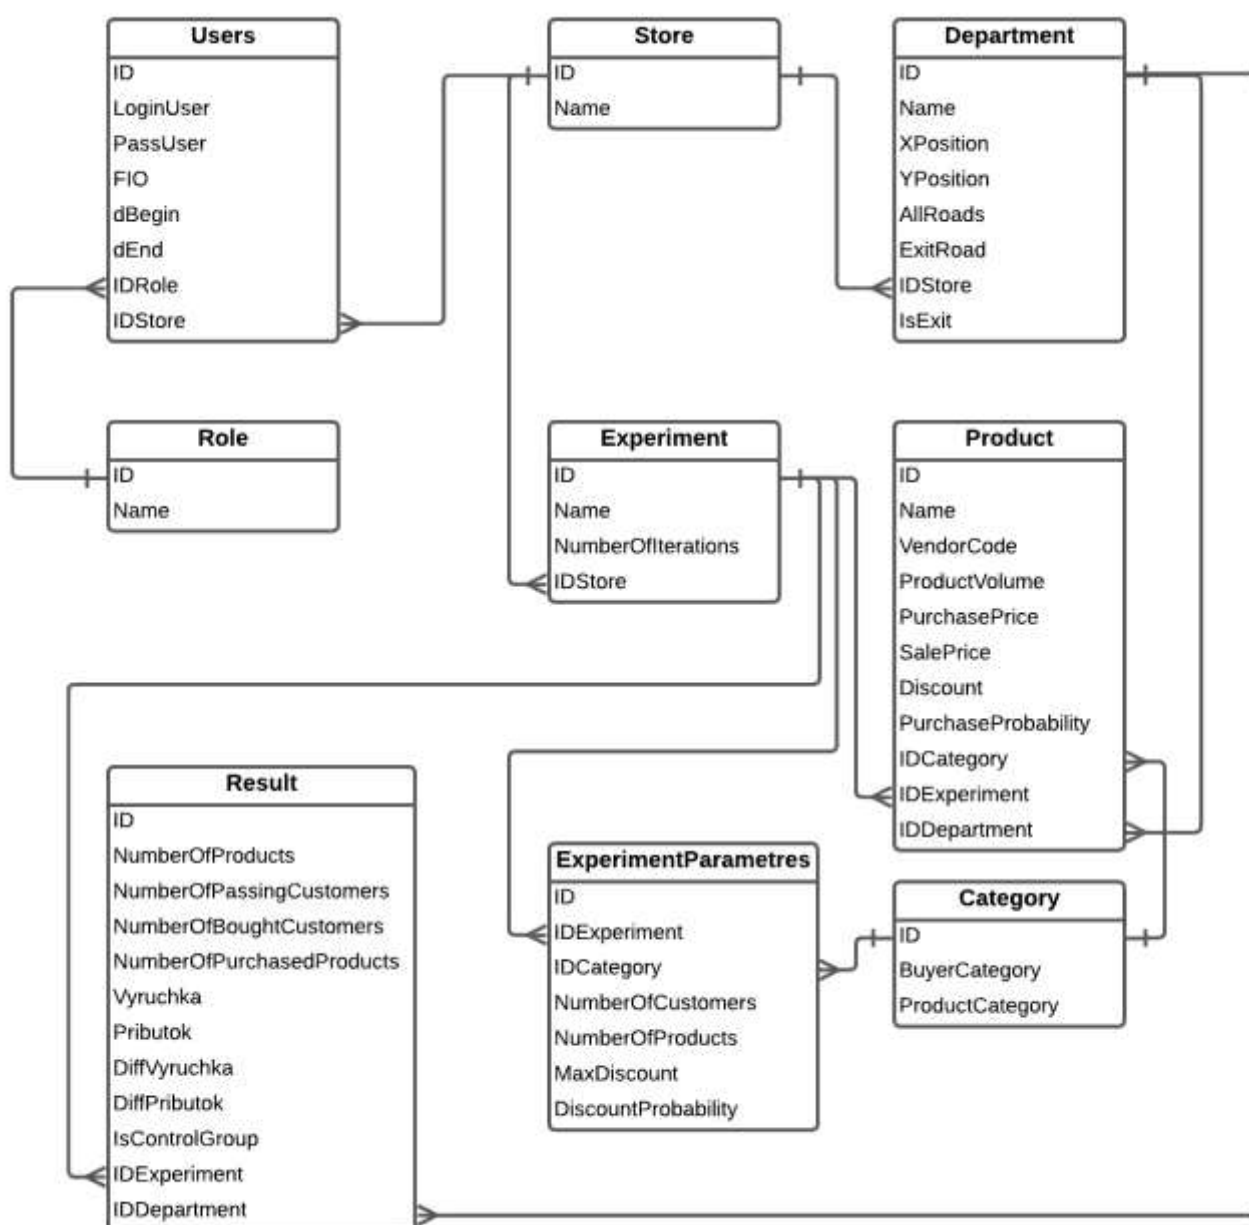 Users
ID
LoginUser
PassUser
FIO
dBegin
dEnd
IDRole
IDStore
Store
ID
Name
Department
ID
Name
XPosition
YPosition
AllRoads
ExitRoad
IDStore
IsExit
Role
ID
Name
Experiment
ID
Name
NumberOfIterations
IDStore
Product
ID
Name
VendorCode
ProductVolume
PurchasePrice
SalePrice
Discount
PurchaseProbability
IDCategory
IDExperiment
IDDepartment
Result
ID
NumberOfProducts
NumberOfPassingCustomers
NumberOfBoughtCustomers
NumberOfPurchasedProducts
Vyruchka
Pributok
DiffVyruchka
DiffPributok
IsControlGroup
IDExperiment
IDDepartment
ExperimentParametres
ID
IDExperiment
IDCategory
NumberOfCustomers
NumberOfProducts
MaxDiscount
DiscountProbability
Category
ID
BuyerCategory
ProductCategory